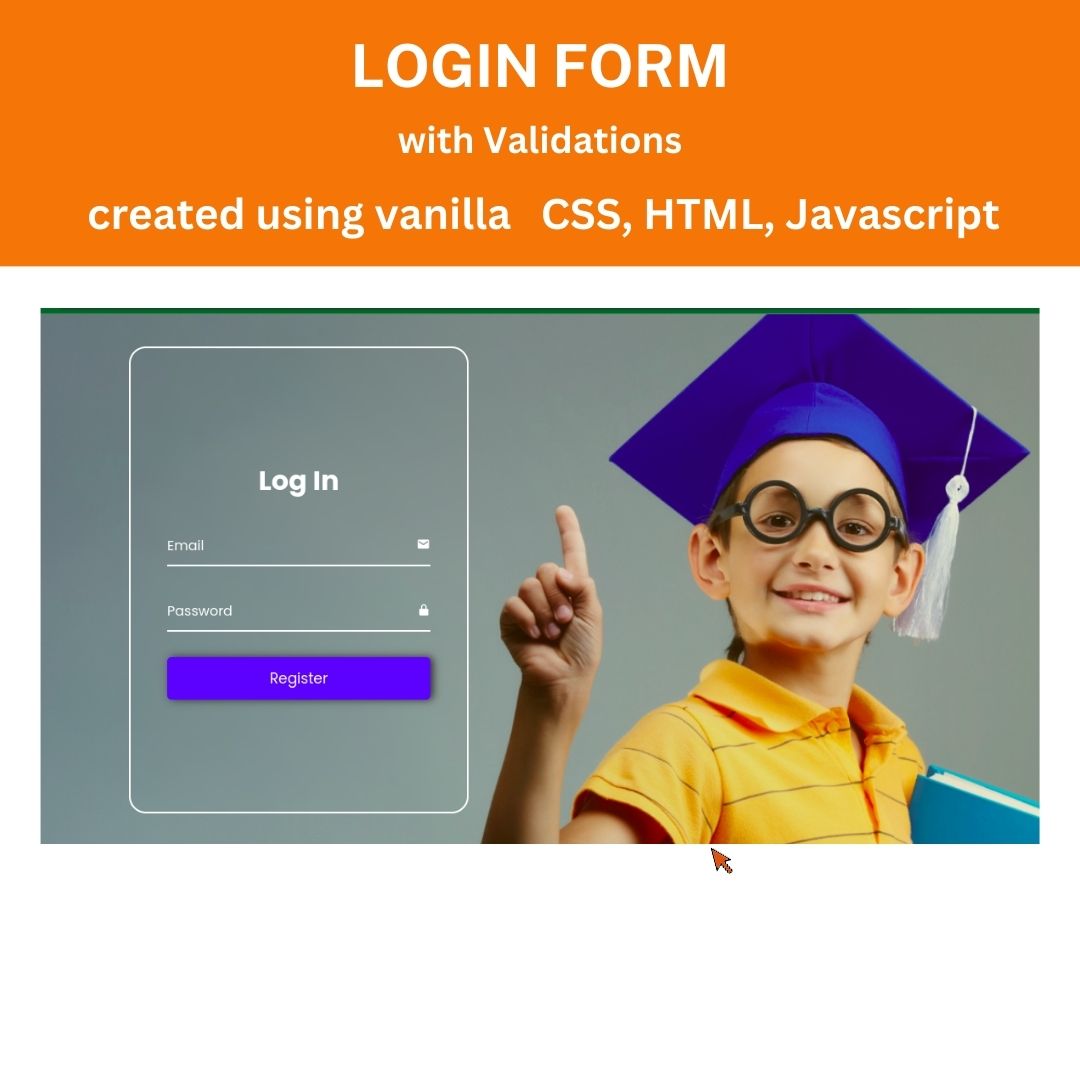 LOGIN FORM
with Validations
created using vanilla CSS, HTML, Javascript
Log In
Email
Password
Register